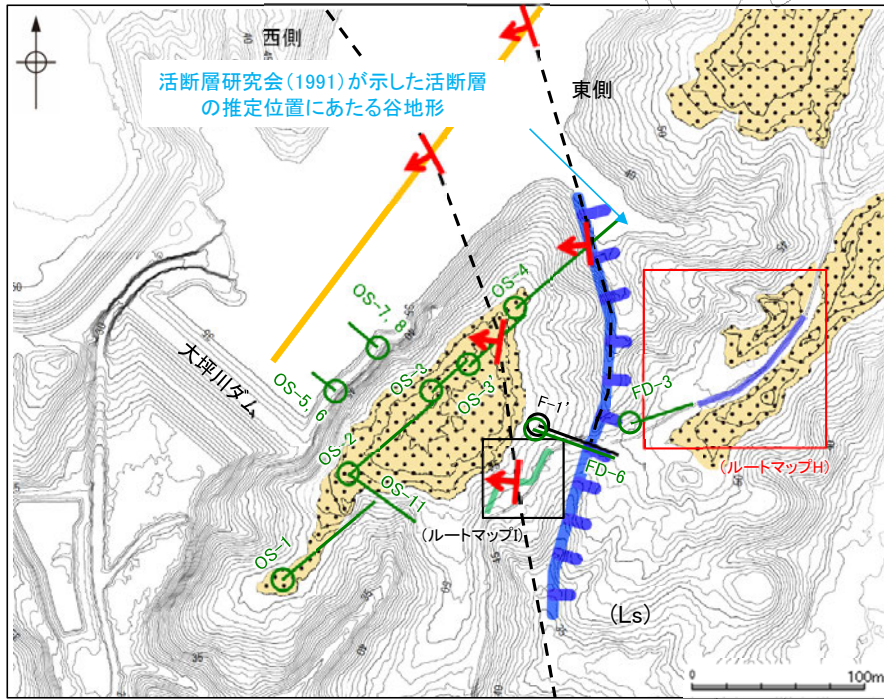 西側
活断層研究会(1991)が示した活断層
の推定位置にあたる谷地形
東側
大坪川ダム
OS-7, 8
OS-5, 6
OS-4
OS-3
OS-3'
OS-2
OS-11
OS-1
F-1'
FD-3
FD-6
(ルートマップH)
(ルートマップI)
(Ls)
0
100m